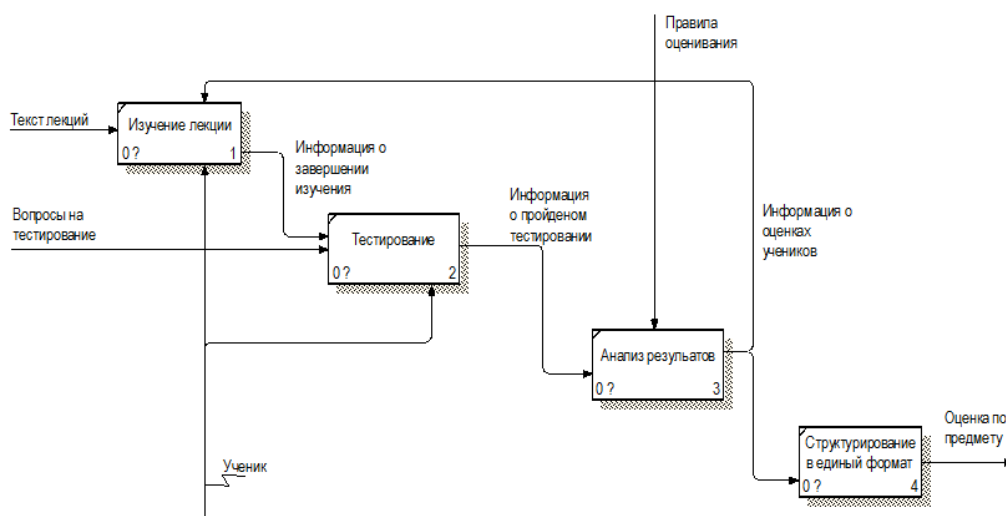 Правила
оценивания
Текст лекций
Изучение лекции
0 ?
1
Информация о
завершении
изучения
Вопросы на
тестирование
Тестирование
0 ?
2
Информация
о пройденом
тестировании
Информация о
оценках
учеников
Анализ резульатов
0 ?
3
Структурирование
в единый формат
0 ?
4
Оценка по
предмету
Ученик